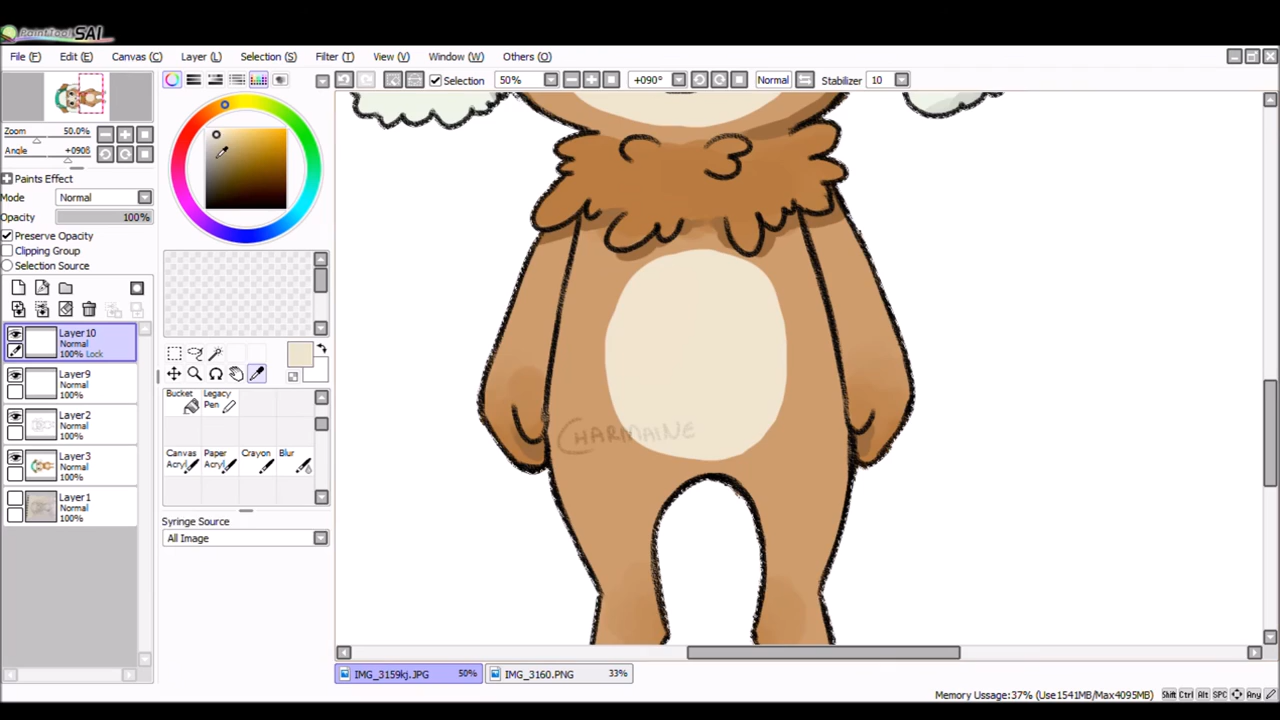 PaintTool SAI
File (F) Edit (E) Canvas (C) Layer (L) Selection (S) Filter (T) View (V) Window (W) Others (O)
Selection 50% +090° Normal Stabilizer 10
Zoom 50.0%
Angle +090ß
Paints Effect
Mode Normal
Opacity 100%
Preserve Opacity
Clipping Group
Selection Source
Layer10
Normal
100% Lock
Layer9
Normal
100%
Layer2
Normal
100%
Layer3
Normal
100%
Layer1
Normal
100%
Bucket
Legacy Pen
Canvas Acryl
Paper Acryl
Crayon
Blur
Syringe Source
All Image
CHARMAINE
IMG_3159kj.JPG 50% IMG_3160.PNG 33%
Memory Ussage:37% (Use1541MB/Max4095MB) Shift Ctrl Alt SPC Any